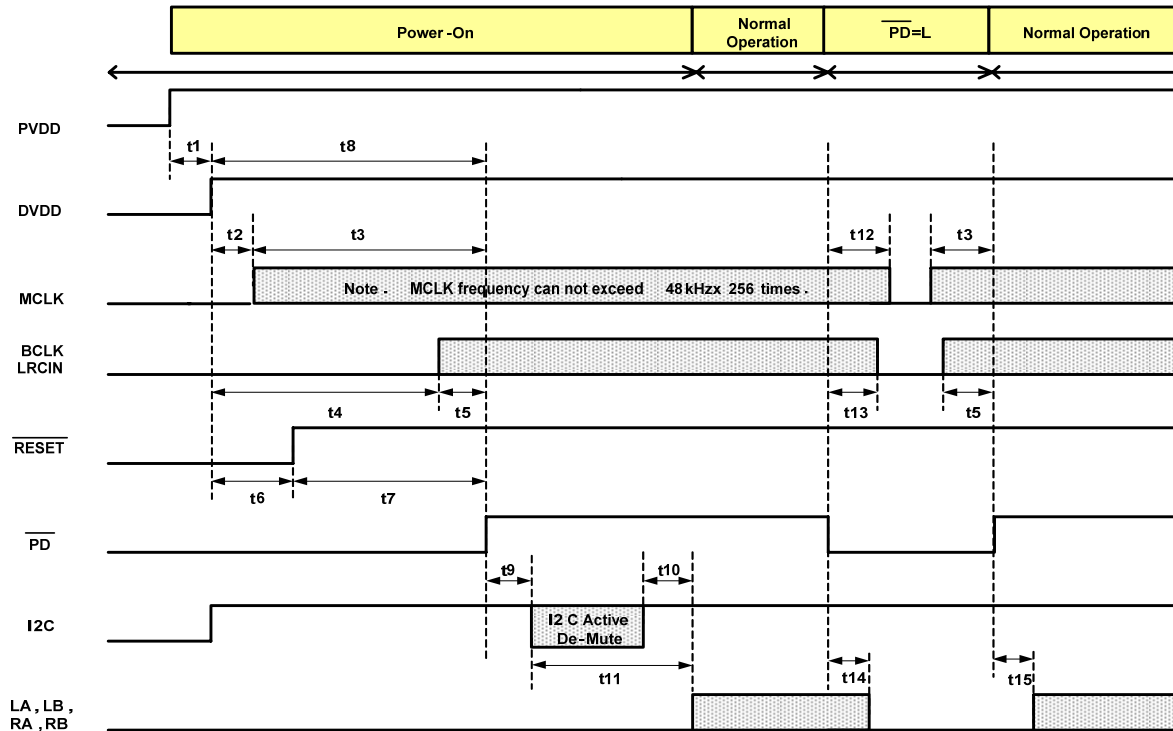 Power -On
Normal
Operation
PD=L
Normal Operation
PVDD
t1
t8
DVDD
t2
t3
t12
t3
MCLK
Note . MCLK frequency can not exceed 48kHzx 256 times .
BCLK
LRCIN
t4
t5
t13
t5
RESET
t6
t7
PD
t9
t10
I2C
I2 C Active
De-Mute
t11
t14
t15
LA , LB ,
RA , RB